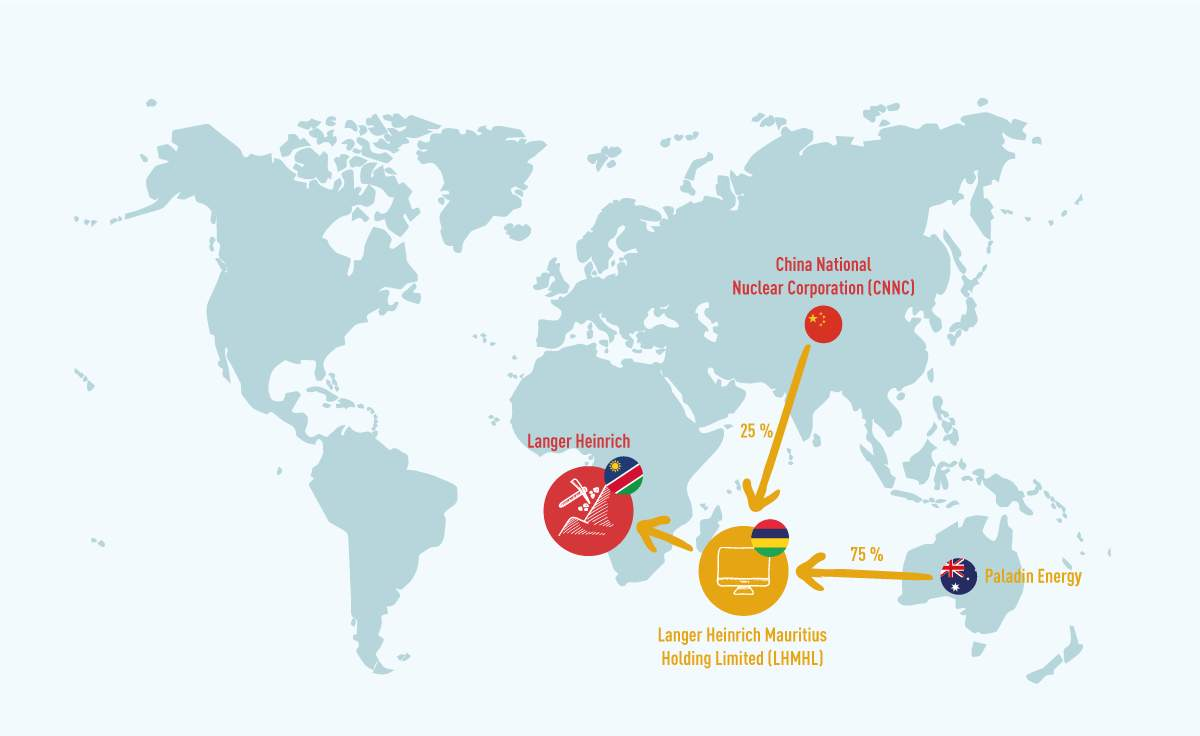 China National
Nuclear Corporation (CNNC)
25 %
Langer Heinrich
75 %
Paladin Energy
Langer Heinrich Mauritius
Holding Limited (LHMHL)